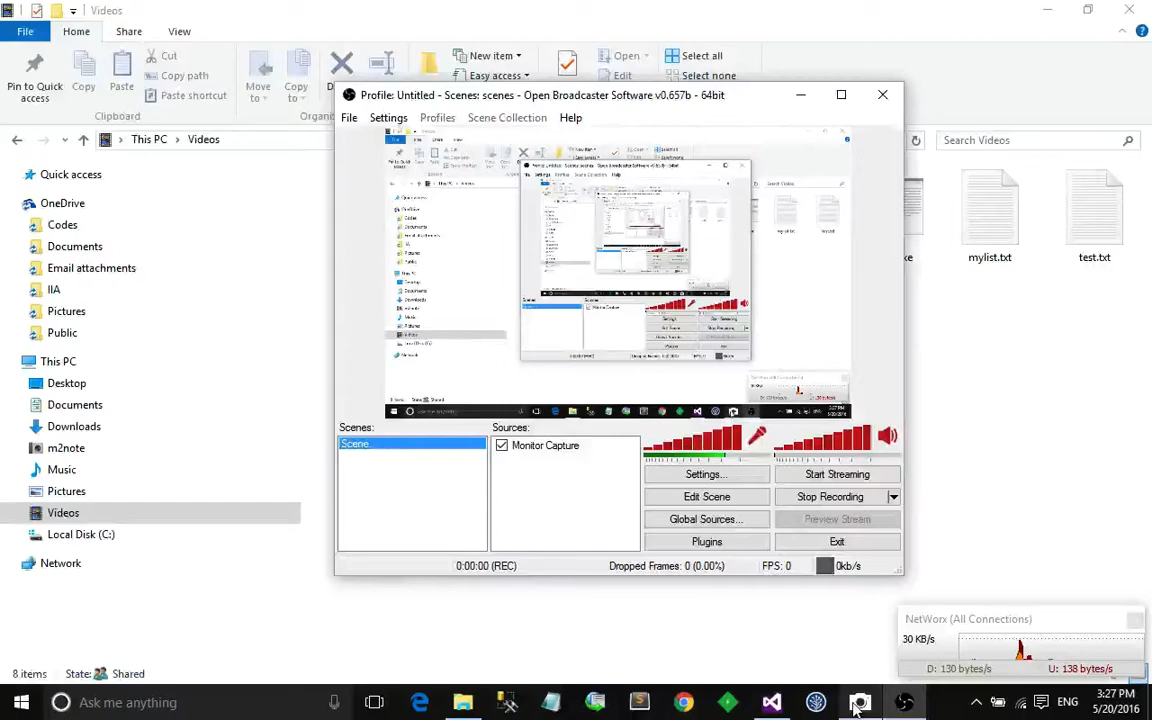 Videos
File
Home
Share
View
Pin to Quick access
Copy
Paste
Cut
Copy path
Paste shortcut
Clipboard
Move to
Copy to
D
Organi
New item
Easy access
Open
Edit
Select all
Select none
This PC
Videos
Search Videos
Quick access
OneDrive
Codes
Documents
Email attachments
IIA
Pictures
Public
This PC
Desktop
Documents
Downloads
m2note
Music
Pictures
Videos
Local Disk (C:)
Network
ke
mylist.txt
test.txt
Profile: Untitled - Scenes: scenes - Open Broadcaster Software v0.657b - 64bit
File
Settings
Profiles
Scene Collection
Help
Scenes:
Scene
Sources:
Monitor Capture
Settings...
Start Streaming
Edit Scene
Stop Recording
Global Sources...
Preview Stream
Plugins
Exit
0:00:00 (REC)
Dropped Frames: 0 (0.00%)
FPS: 0
0kb/s
NetWorx (All Connections)
30 KB/s
D: 130 bytes/s
U: 138 bytes/s
8 items
State:
Shared
Ask me anything
ENG
3:27 PM
5/20/2016